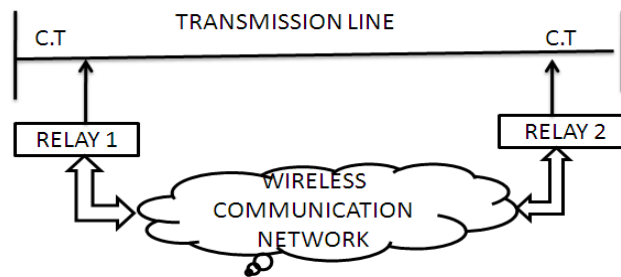 TRANSMISSION LINE
C.T
C.T
RELAY 1
RELAY 2
WIRELESS
COMMUNICATION
NETWORK